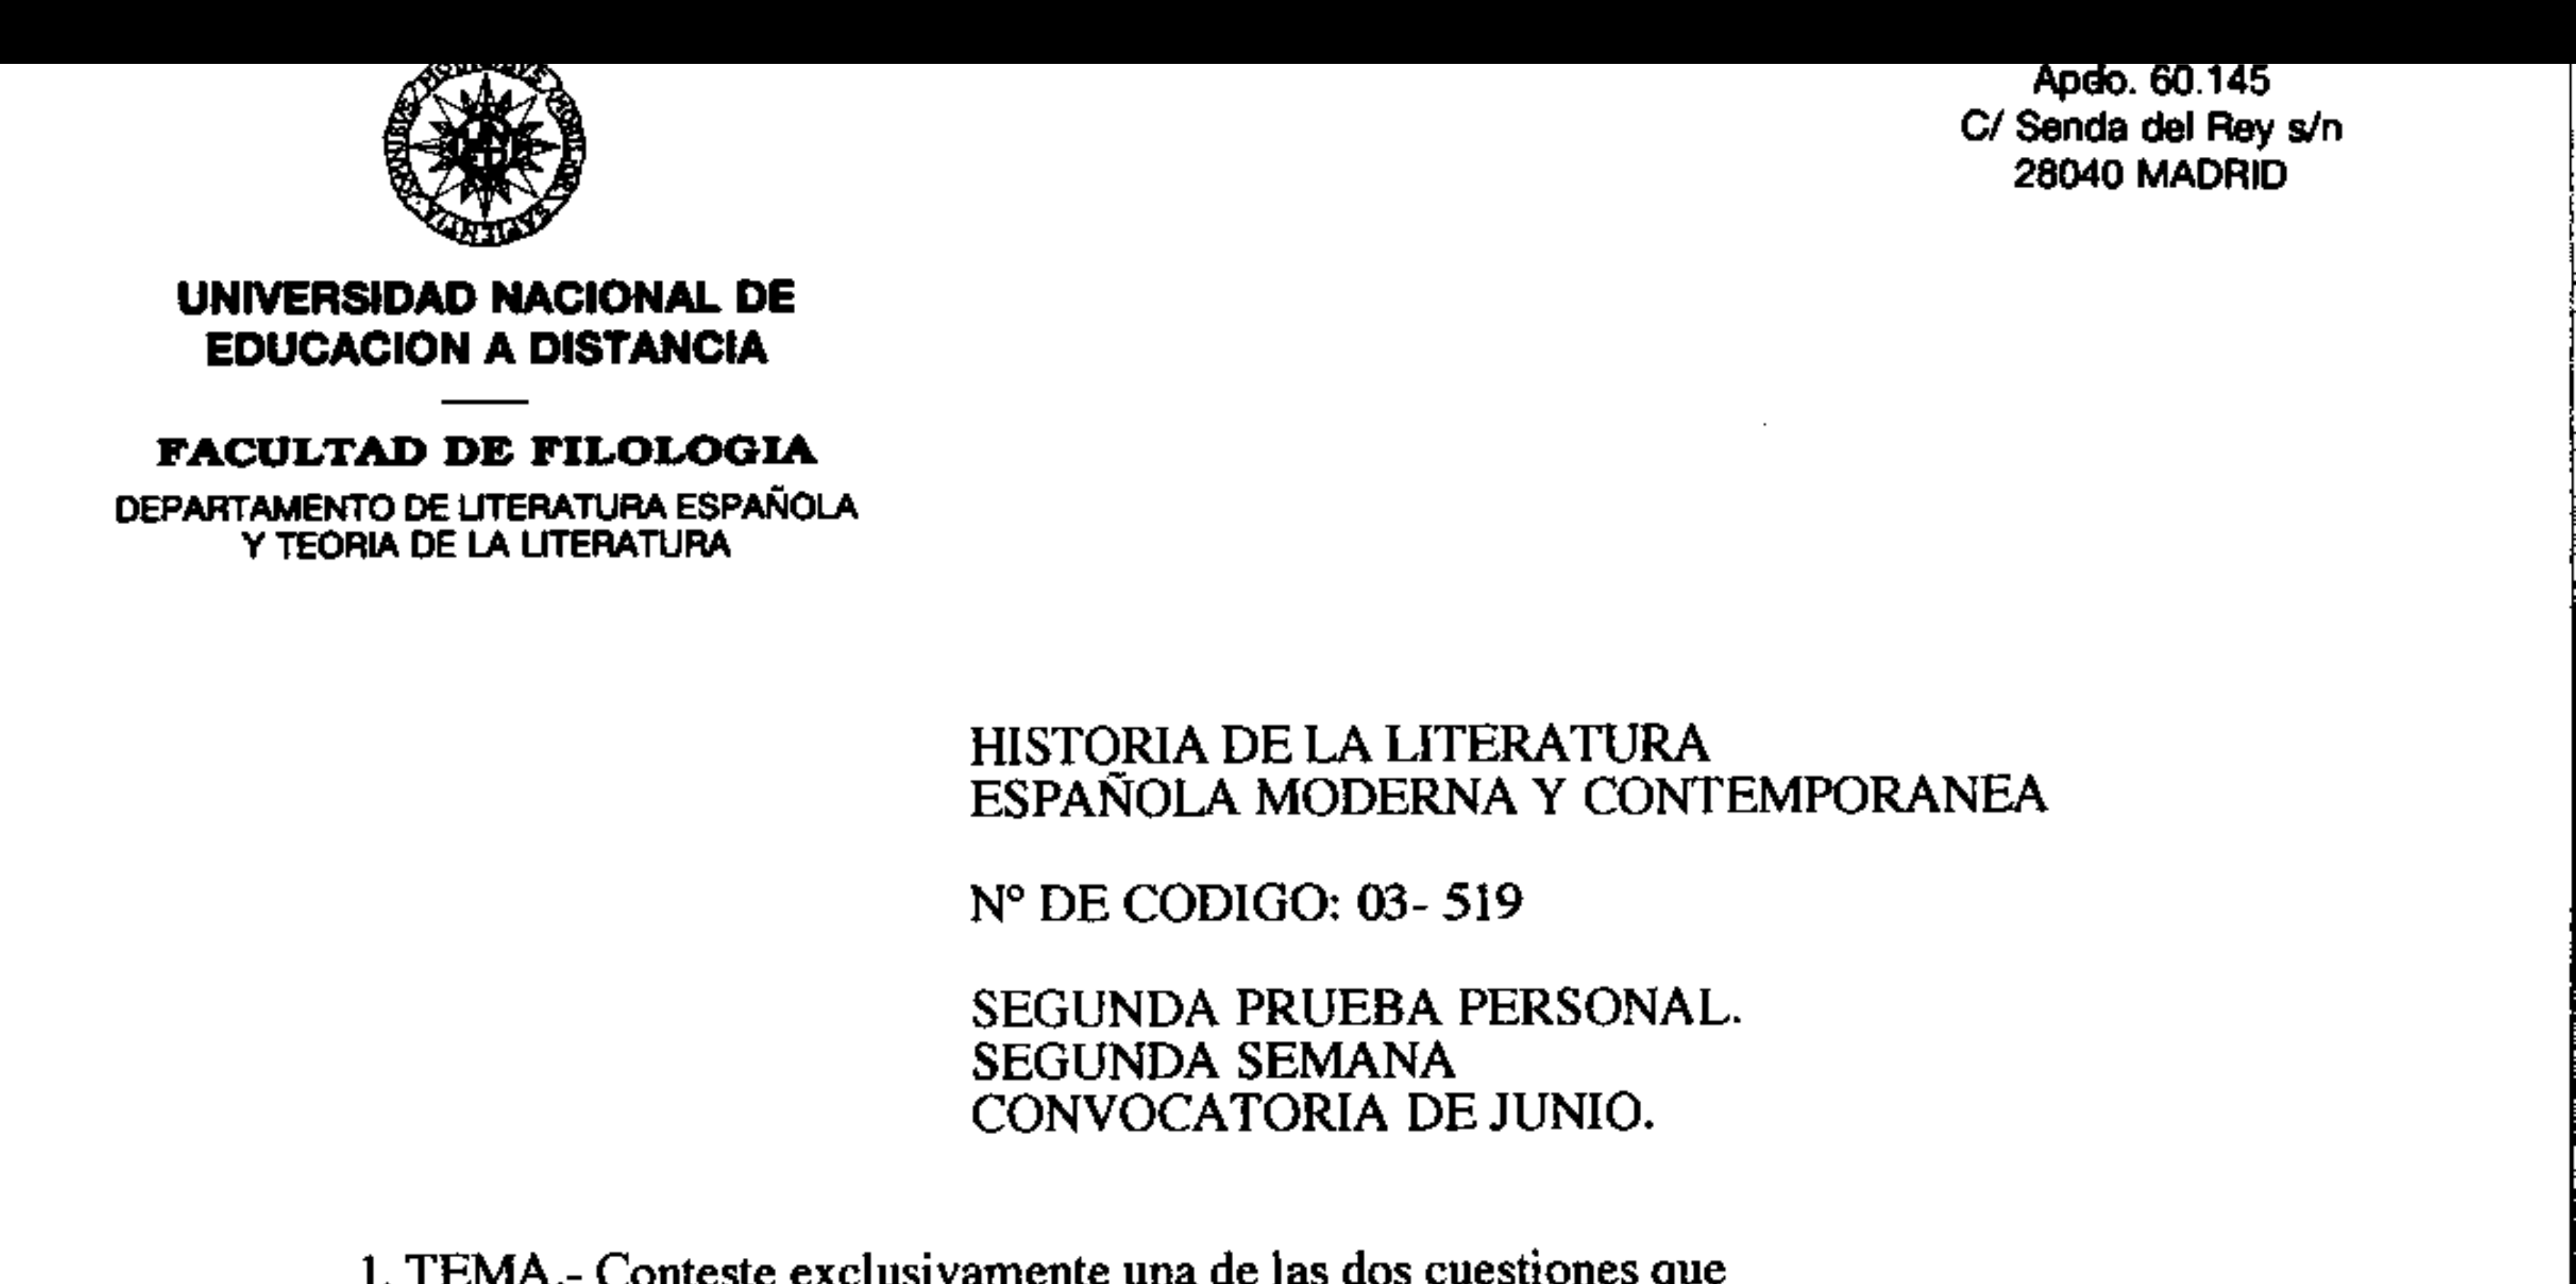 Apdo. 60.145
C/ Senda del Rey s/n
28040 MADRID
UNIVERSIDAD NACIONAL DE
EDUCACION A DISTANCIA
FACULTAD DE FILOLOGIA
DEPARTAMENTO DE LITERATURA ESPAÑOLA
Y TEORIA DE LA LITERATURA
HISTORIA DE LA LITERATURA
ESPAÑOLA MODERNA Y CONTEMPORANEA
Nº DE CODIGO: 03- 519
SEGUNDA PRUEBA PERSONAL.
SEGUNDA SEMANA
CONVOCATORIA DE JUNIO.
1. TEMA.- Conteste exclusivamente una de las dos cuestiones que